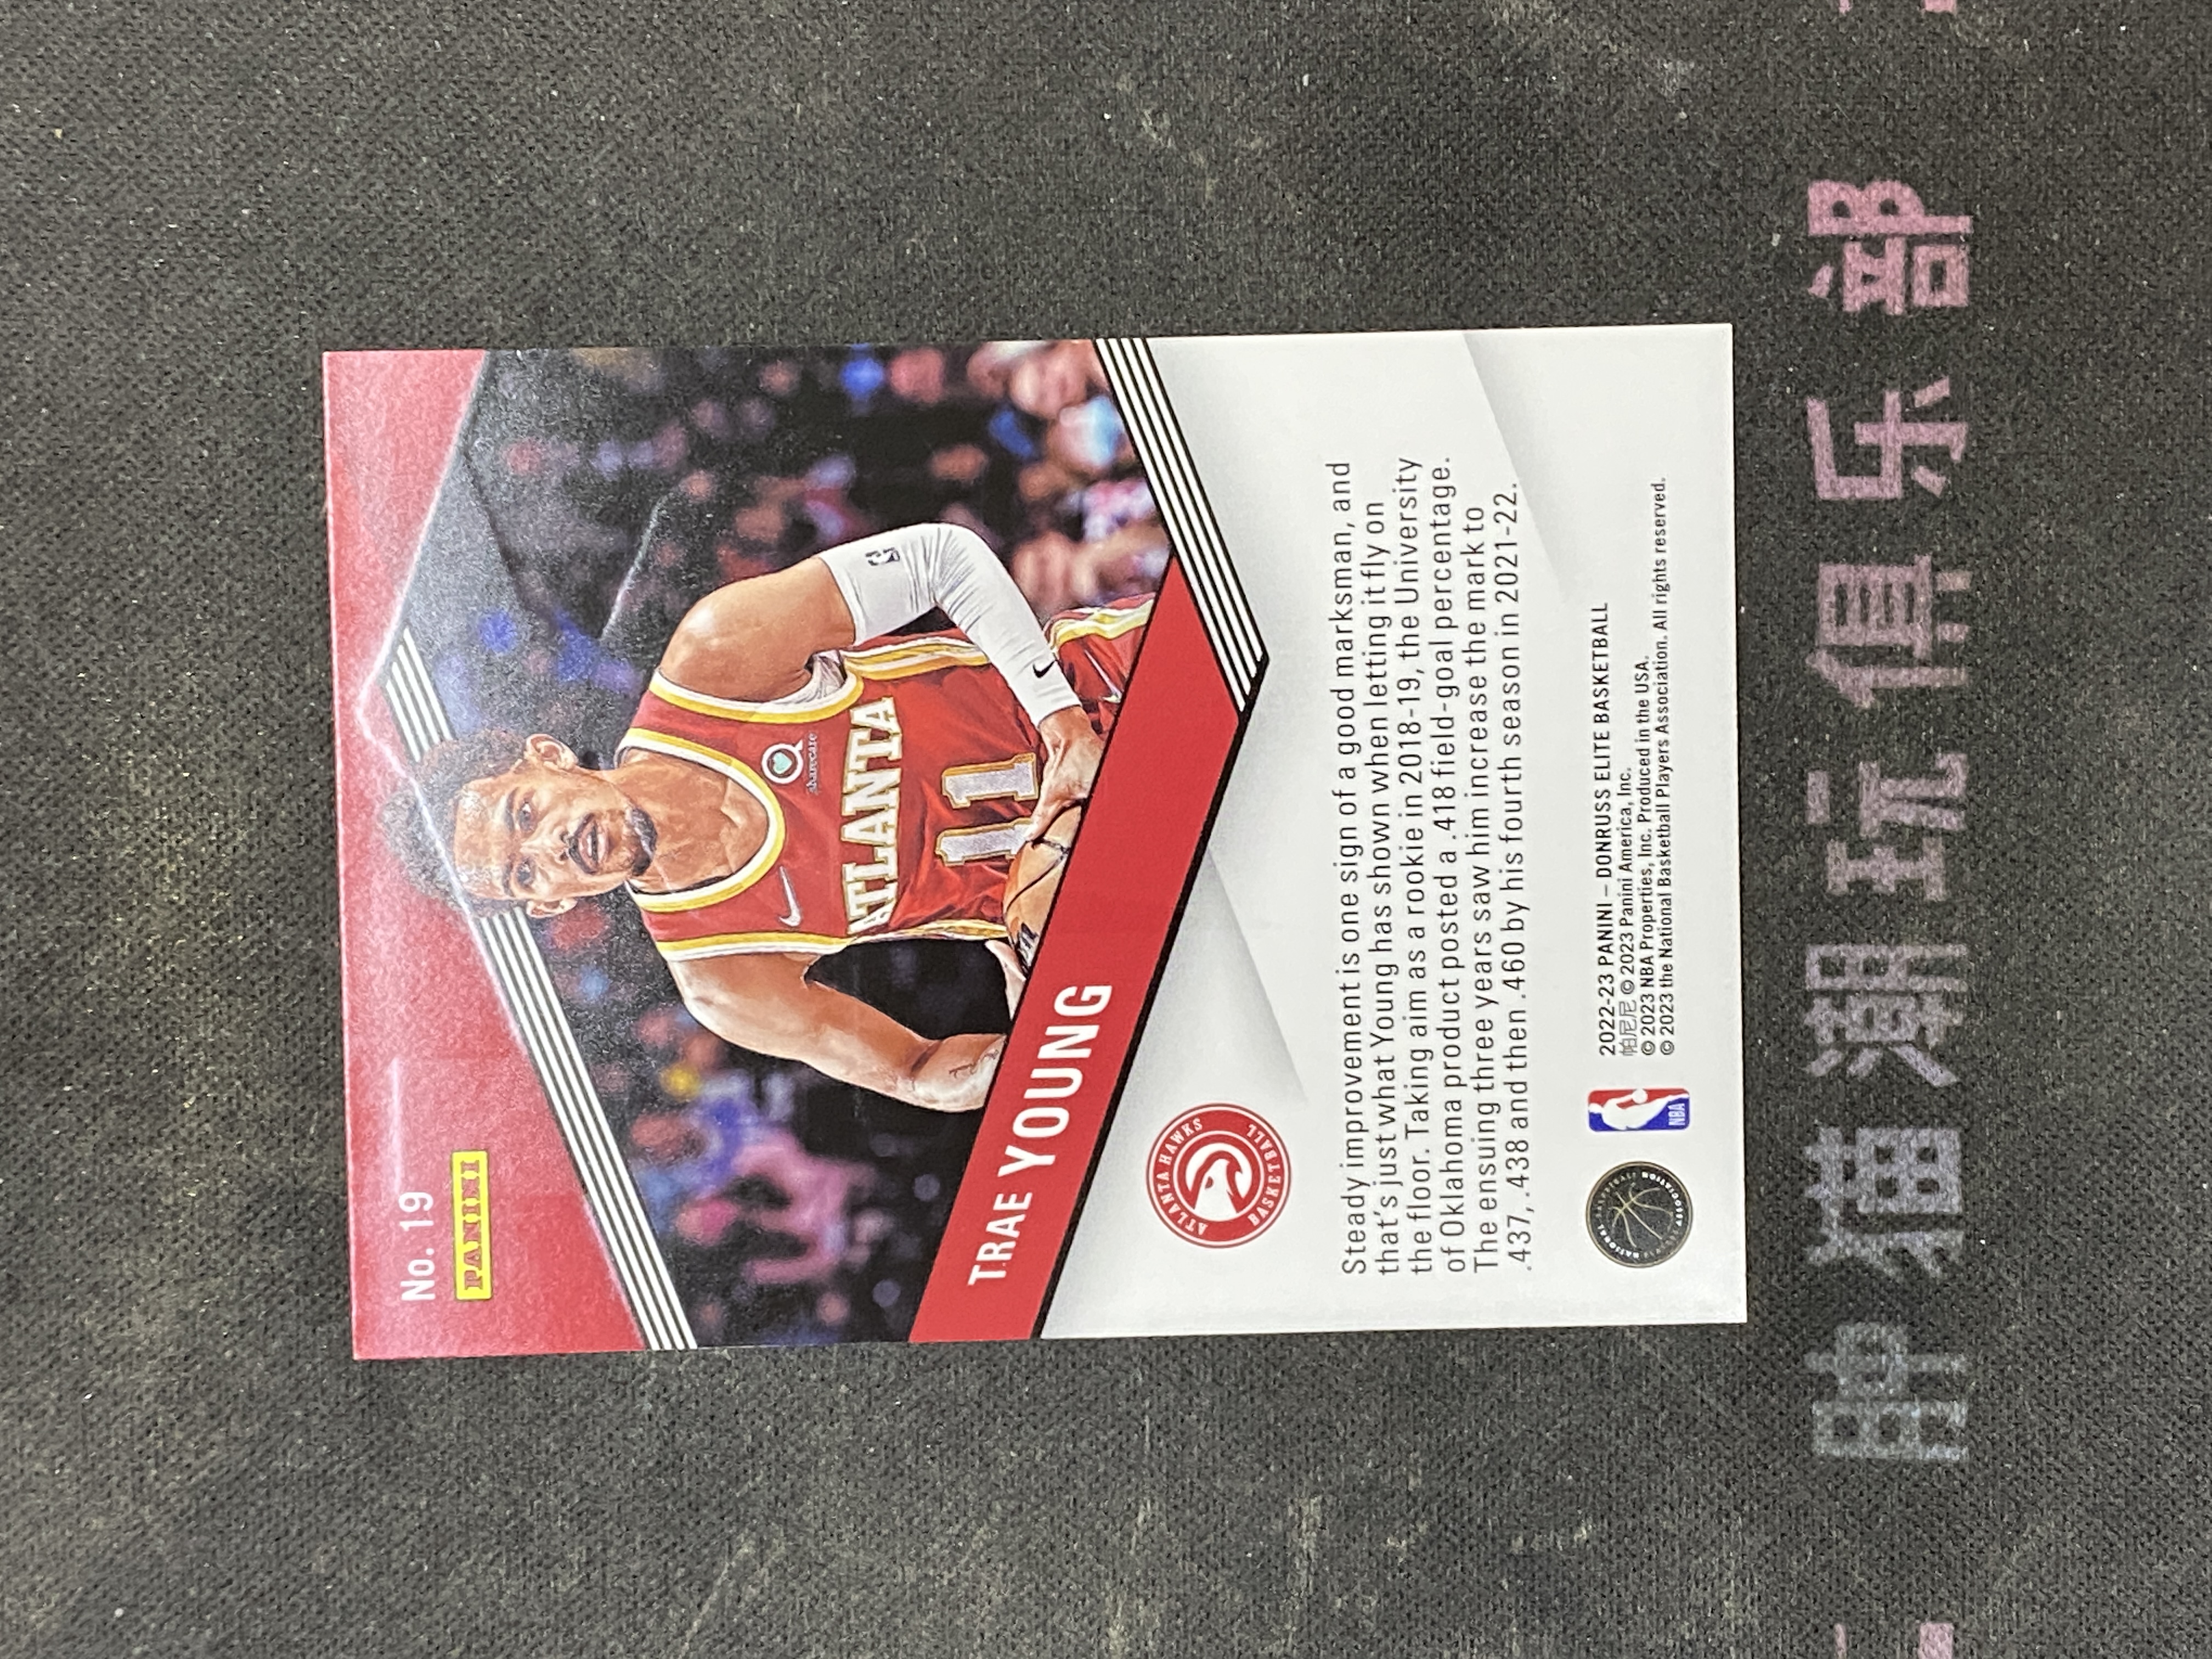 No. 19
PANINI
sharecare
ATLANTA
11
TRAE YOUNG
ATLANTA HAWKS
BASKETBALL
Steady improvement is one sign of a good marksman, and
that's just what Young has shown when letting it fly on
the floor. Taking aim as a rookie in 2018-19, the University
of Oklahoma product posted a .418 field-goal percentage.
The ensuing three years saw him increase the mark to
.437, .438 and then .460 by his fourth season in 2021-22.
NATIONAL BASKETBALL
ASSOCIATION
NBA
2022-23 PANINI – DONRUSS ELITE BASKETBALL
帕尼尼 © 2023 Panini America, Inc.
© 2023 NBA Properties, Inc. Produced in the USA.
© 2023 the National Basketball Players Association. All rights reserved.
猫潮玩俱乐部